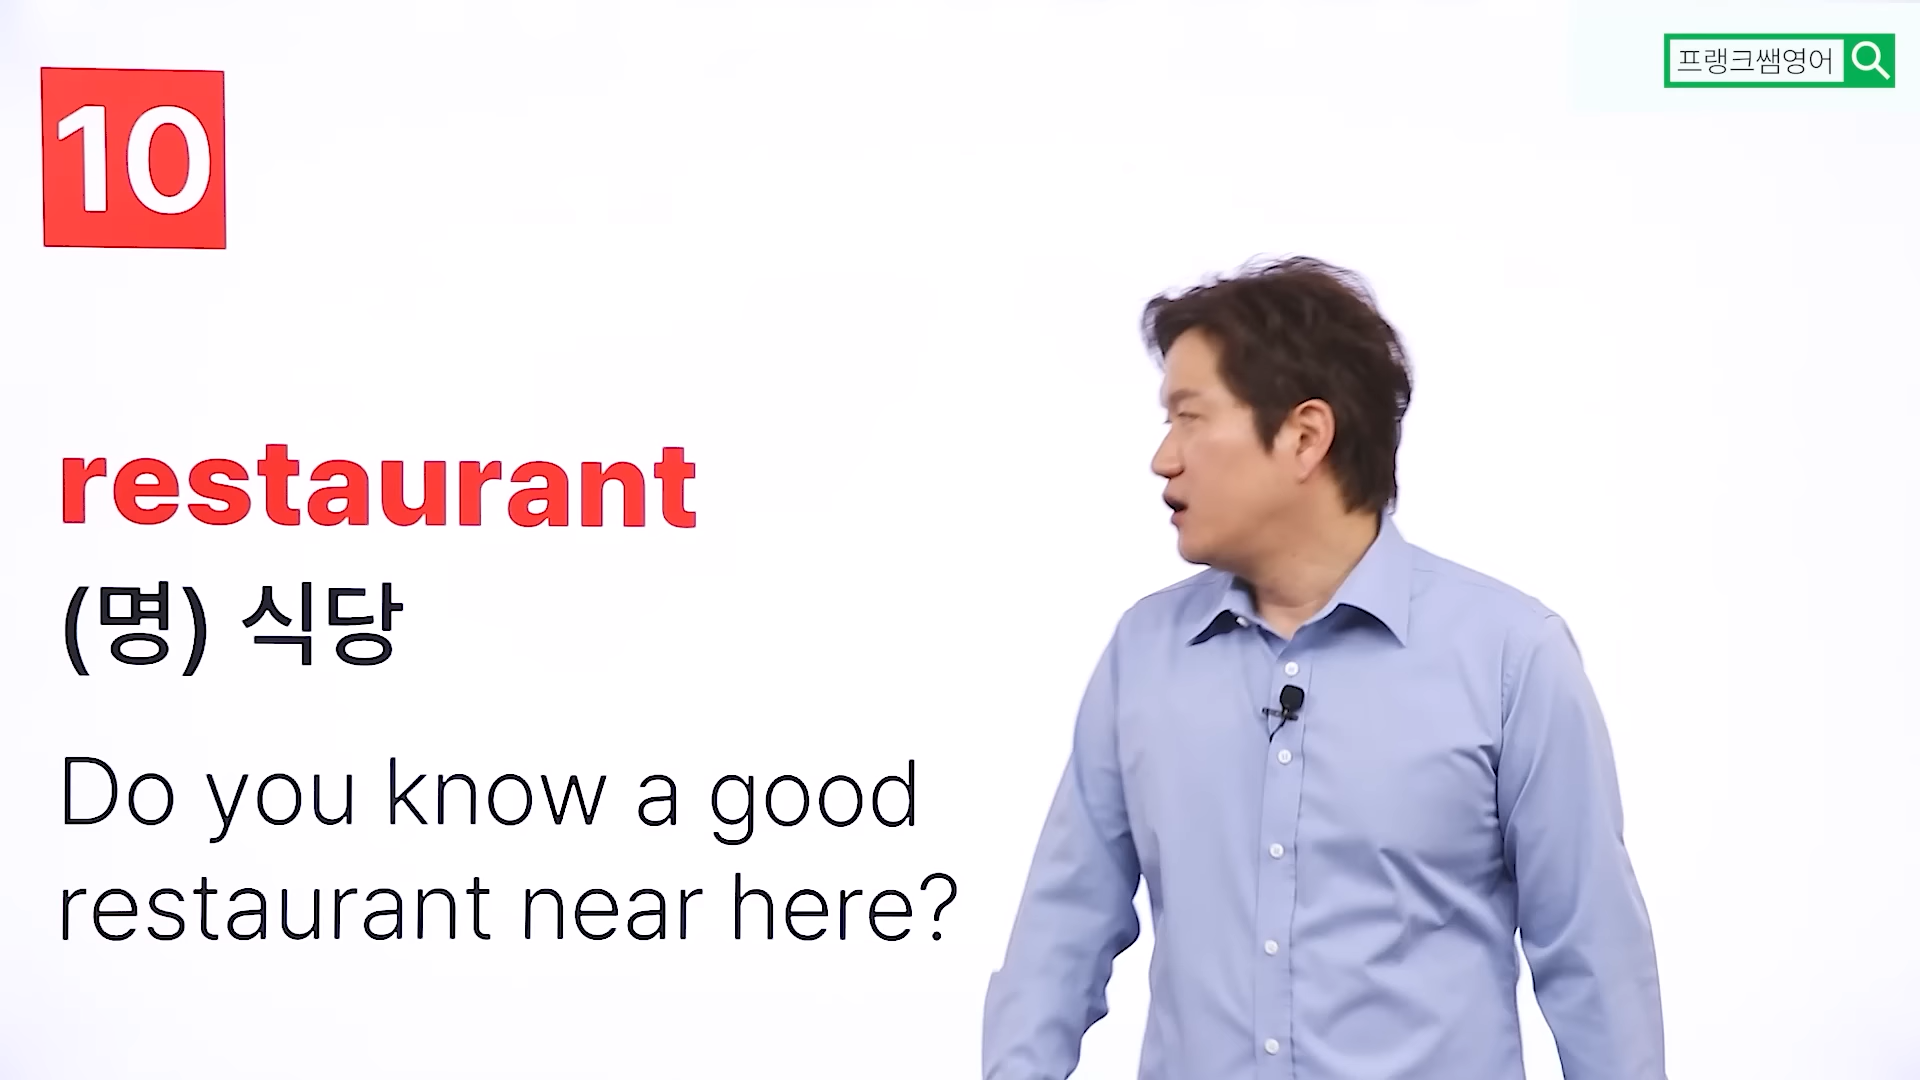 프랭크쌤영어
10
restaurant
(명) 식당
Do you know a good
restaurant near here?